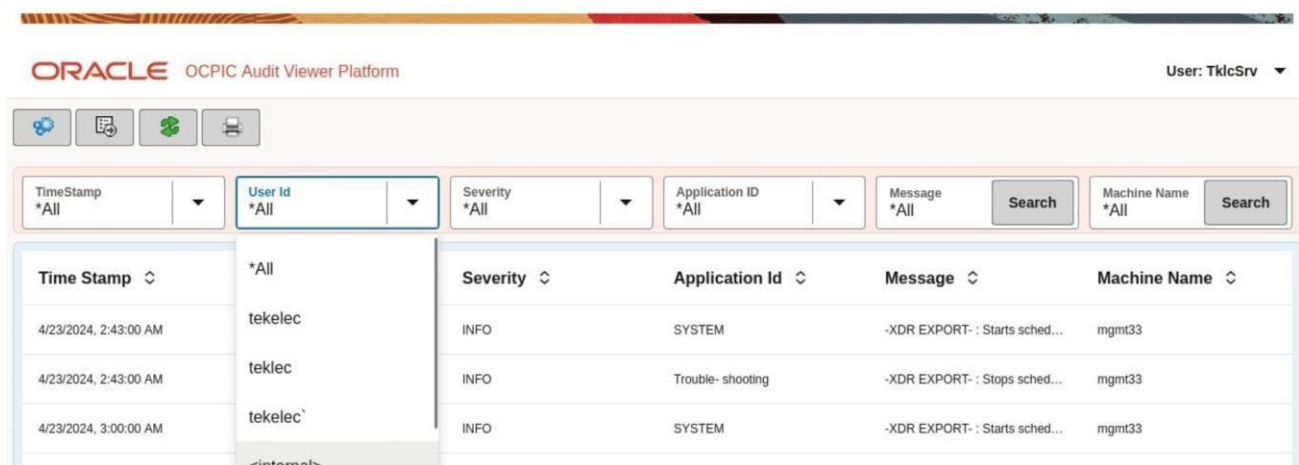 ORACLE OCPIC Audit Viewer Platform User: TklcSrv
TimeStamp User Id Severity Application ID Message Machine Name
*All *All *All *All *All Search *All Search
Time Stamp *All Severity Application Id Message Machine Name
tekelec
4/23/2024, 2:43:00 AM INFO SYSTEM -XDR EXPORT- : Starts sched... mgmt33
teklec
4/23/2024, 2:43:00 AM INFO Trouble- shooting -XDR EXPORT- : Stops sched... mgmt33
tekelec`
4/23/2024, 3:00:00 AM INFO SYSTEM -XDR EXPORT- : Starts sched... mgmt33